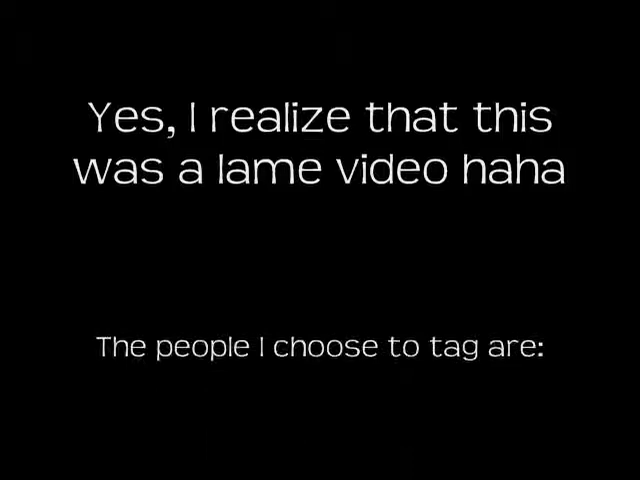 Yes, I realize that this
was a lame video haha
The people I choose to tag are: